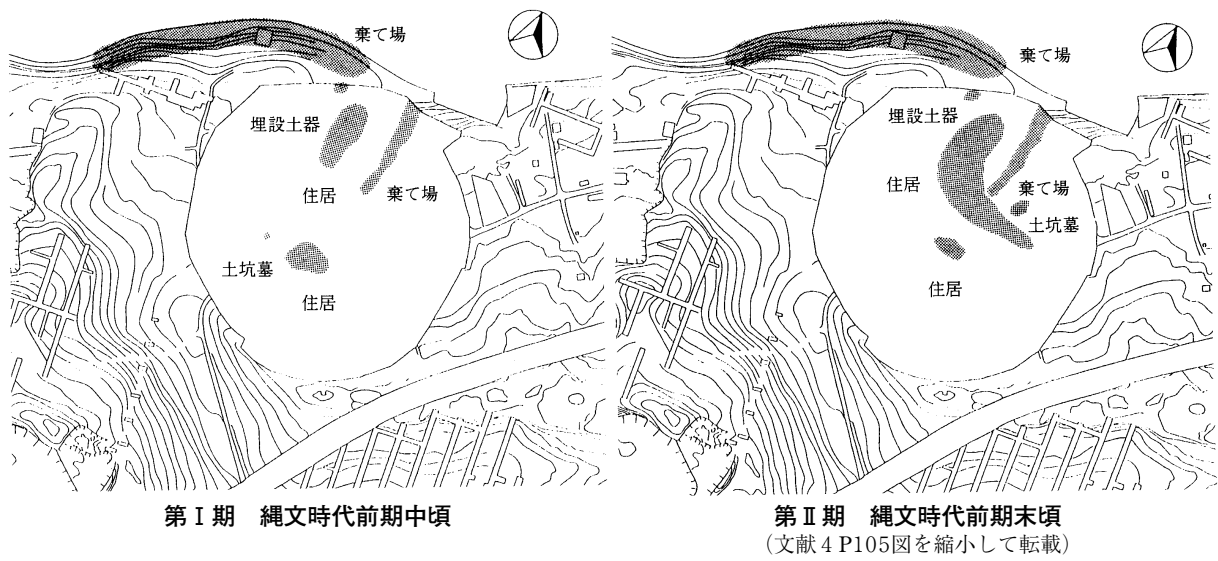 棄て場
埋設土器
住居
棄て場
土坑墓
住居
第Ⅰ期 縄文時代前期中頃
棄て場
埋設土器
住居
棄て場
土坑墓
住居
第Ⅱ期 縄文時代前期末頃
(文献4 P105図を縮小して転載)